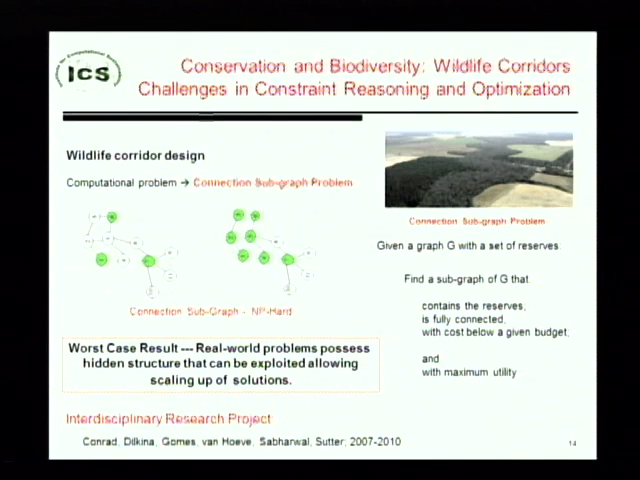 ICS
Conservation and Biodiversity: Wildlife Corridors
Challenges in Constraint Reasoning and Optimization
Wildlife corridor design
Computational problem → Connection Sub-graph Problem
Connection Sub-graph Problem
Given a graph G with a set of reserves:
Find a sub-graph of G that:
contains the reserves;
is fully connected;
with cost below a given budget;
and
with maximum utility
Connection Sub-Graph - NP-Hard
Worst Case Result --- Real-world problems possess
hidden structure that can be exploited allowing
scaling up of solutions.
Interdisciplinary Research Project
Conrad, Dilkina, Gomes, van Hoeve, Sabharwal, Sutter; 2007-2010
14